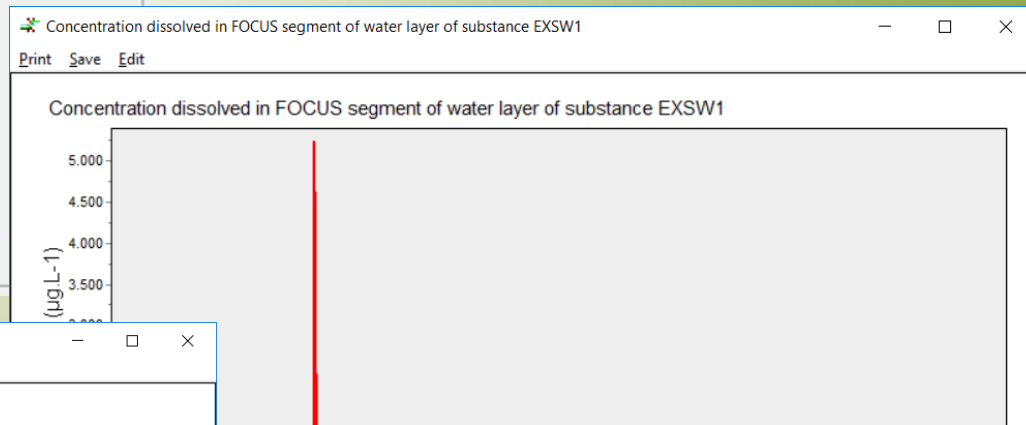 Concentration dissolved in FOCUS segment of water layer of substance EXSW1
Print Save Edit
Concentration dissolved in FOCUS segment of water layer of substance EXSW1
5.000
4.500
4.000
3.500
(µg.L-1)